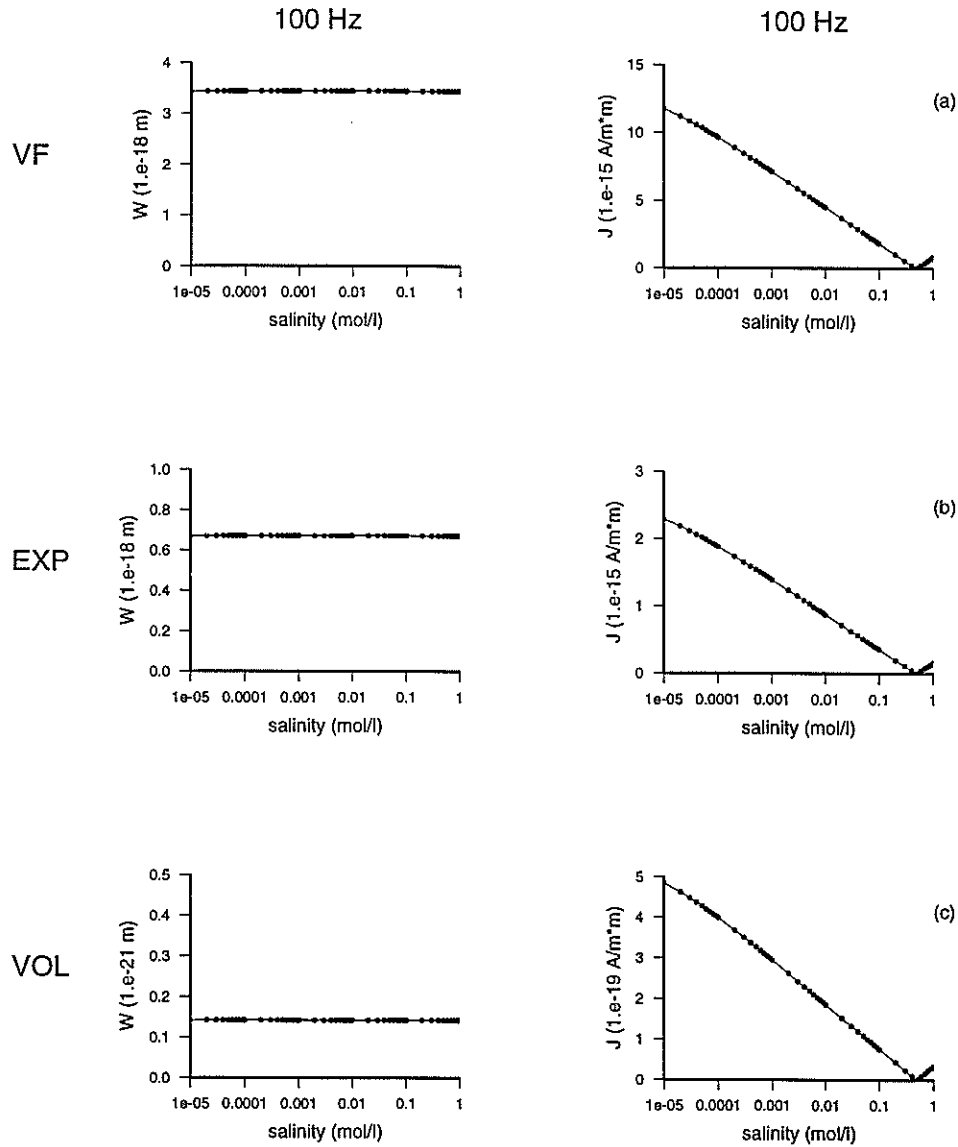 100 Hz
100 Hz
VF
W (1.e-18 m)
4
3
2
1
0
1e-05 0.0001 0.001 0.01 0.1 1
salinity (mol/l)
J (1.e-15 A/m*m)
15
10
5
0
1e-05 0.0001 0.001 0.01 0.1 1
salinity (mol/l)
(a)
EXP
W (1.e-18 m)
1.0
0.8
0.6
0.4
0.2
0.0
1e-05 0.0001 0.001 0.01 0.1 1
salinity (mol/l)
J (1.e-15 A/m*m)
3
2
1
0
1e-05 0.0001 0.001 0.01 0.1 1
salinity (mol/l)
(b)
VOL
W (1.e-21 m)
0.5
0.4
0.3
0.2
0.1
0.0
1e-05 0.0001 0.001 0.01 0.1 1
salinity (mol/l)
J (1.e-19 A/m*m)
5
4
3
2
1
0
1e-05 0.0001 0.001 0.01 0.1 1
salinity (mol/l)
(c)